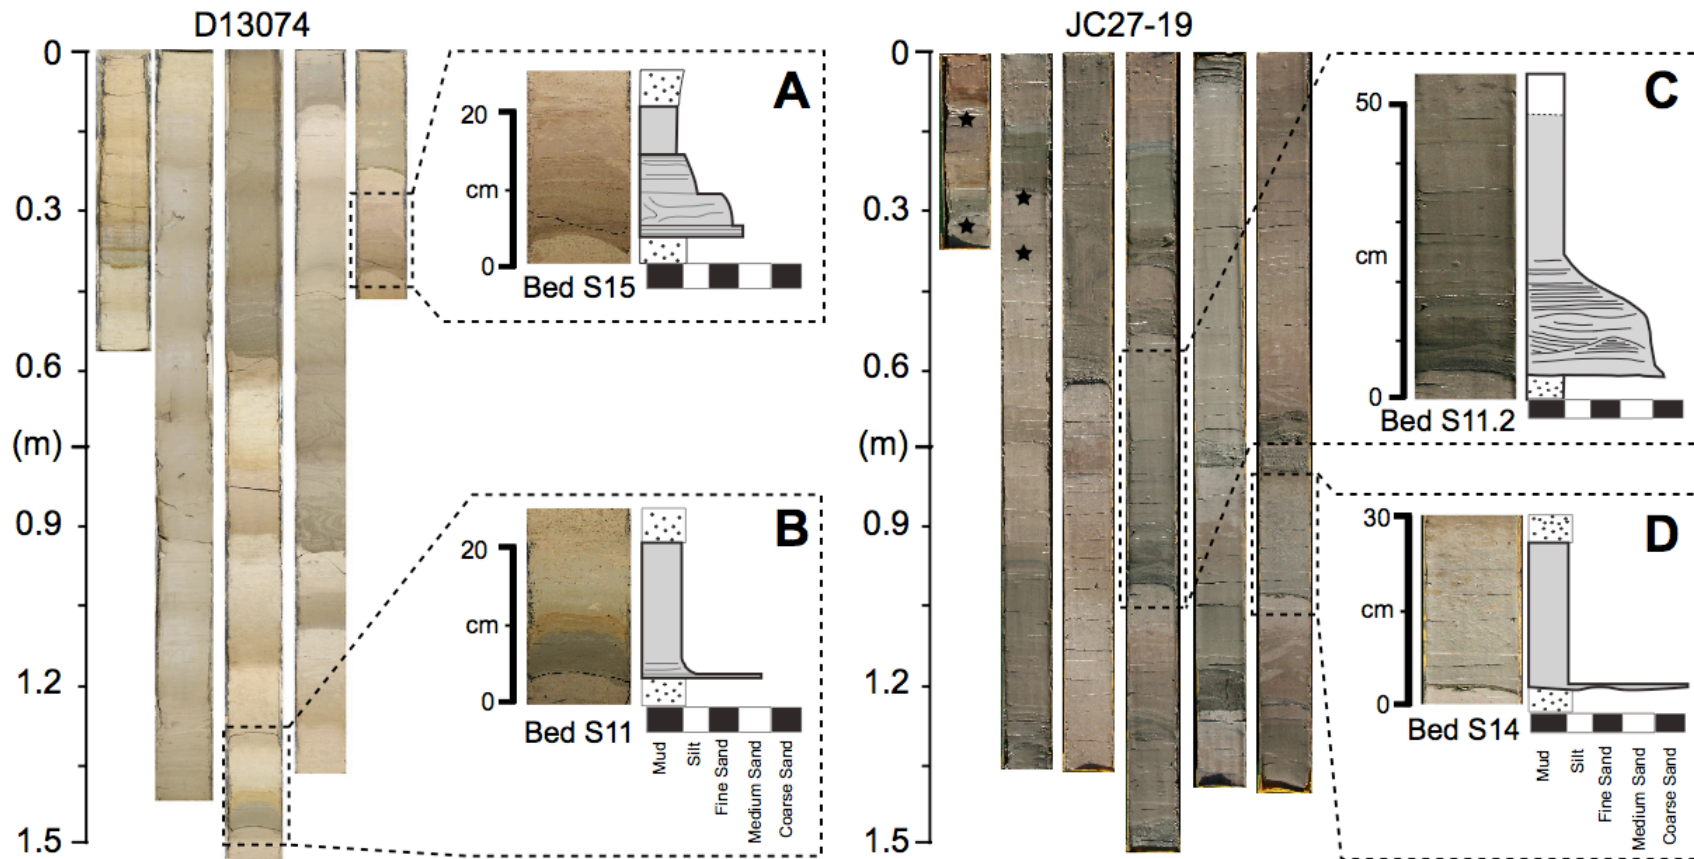 D13074
0
0.3
0.6
(m)
0.9
1.2
1.5
A
20
cm
0
Bed S15
B
20
cm
0
Bed S11
Mud
Silt
Fine Sand
Medium Sand
Coarse Sand
JC27-19
0
0.3
0.6
(m)
0.9
1.2
1.5
C
50
cm
0
Bed S11.2
D
30
cm
0
Bed S14
Mud
Silt
Fine Sand
Medium Sand
Coarse Sand